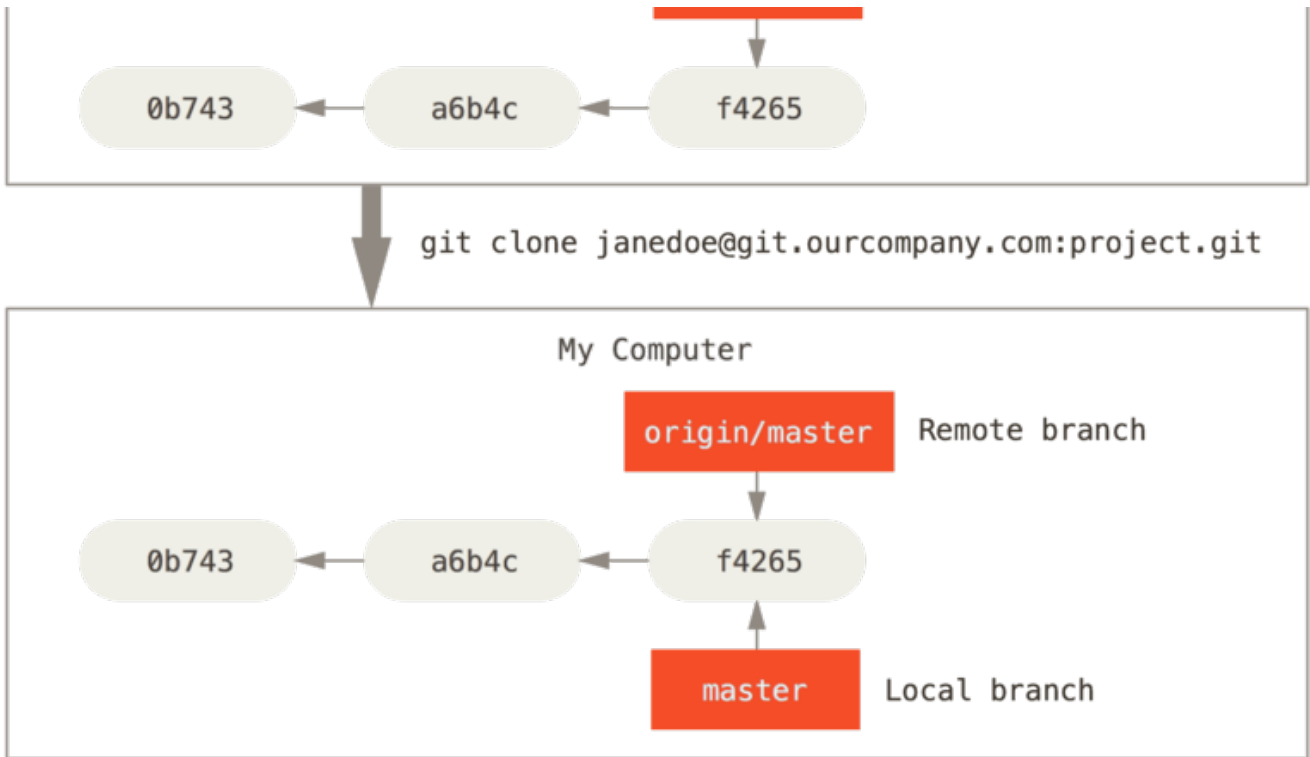 0b743 a6b4c f4265
git clone janedoe@git.ourcompany.com:project.git
My Computer
origin/master Remote branch
0b743 a6b4c f4265
master Local branch